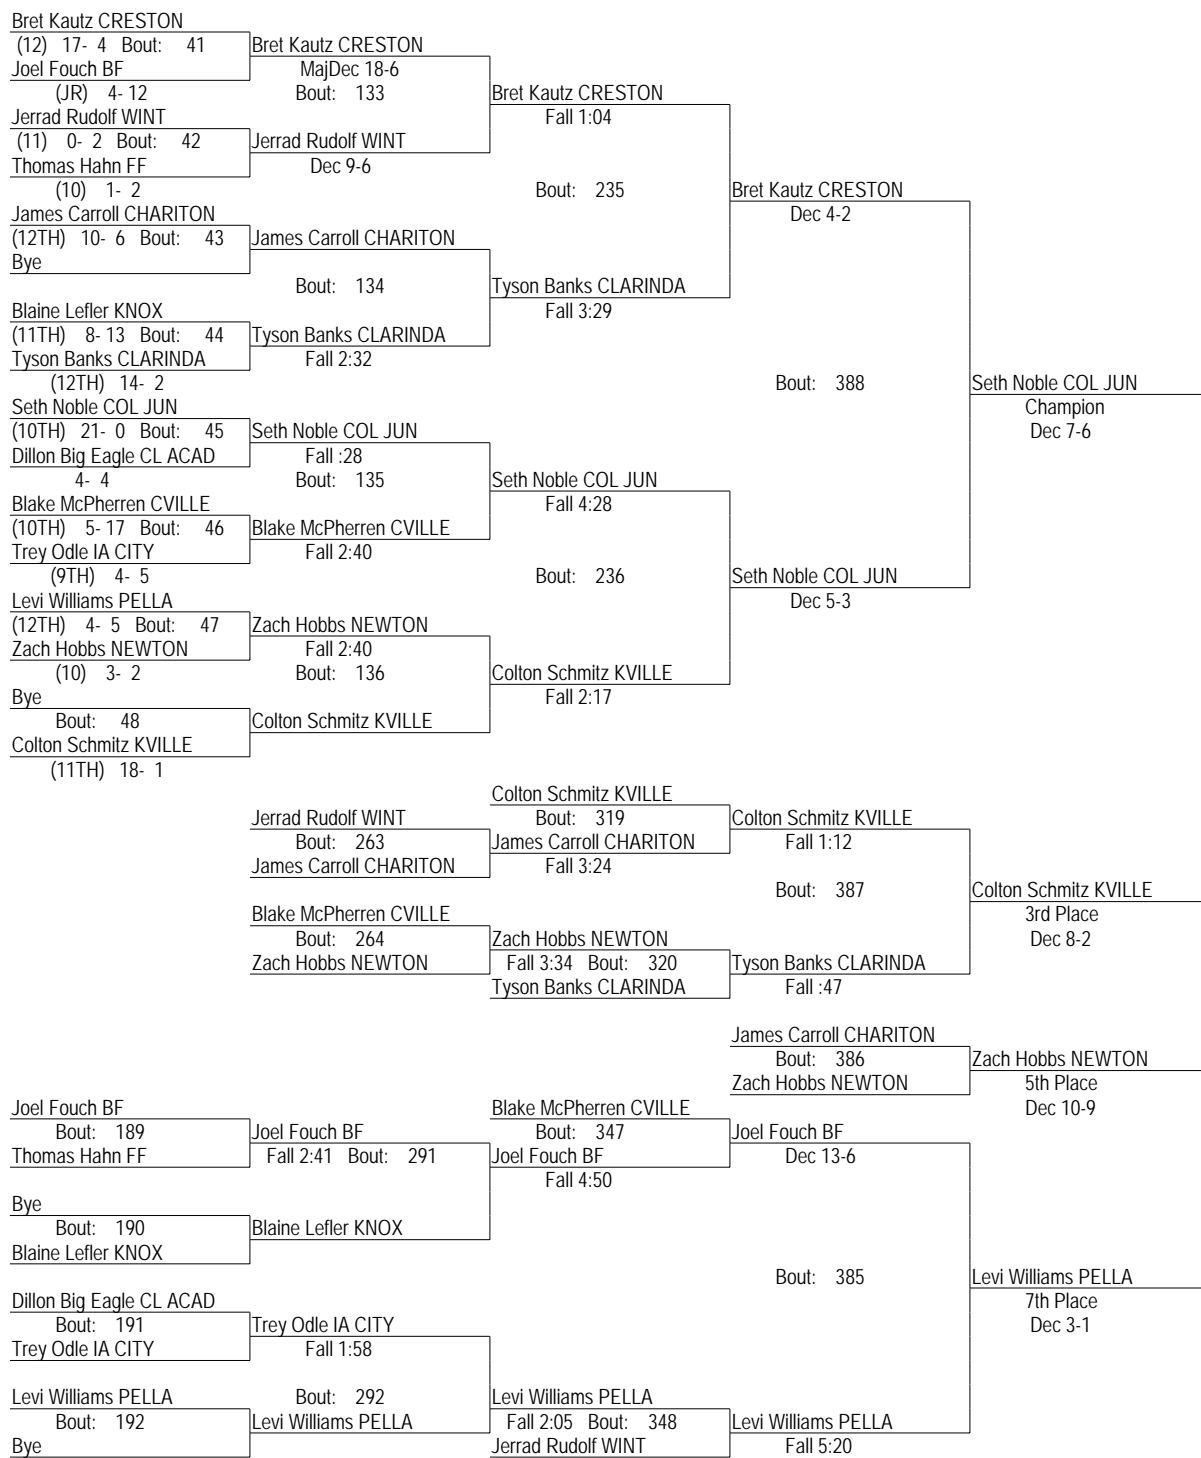 Bret Kautz CRESTON
(12) 17- 4 Bout: 41 Bret Kautz CRESTON
Joel Fouch BF MajDec 18-6
(JR) 4- 12 Bout: 133 Bret Kautz CRESTON
Jerrad Rudolf WINT Fall 1:04
(11) 0- 2 Bout: 42 Jerrad Rudolf WINT
Thomas Hahn FF Dec 9-6
(10) 1- 2 Bout: 235 Bret Kautz CRESTON
James Carroll CHARITON Dec 4-2
(12TH) 10- 6 Bout: 43 James Carroll CHARITON
Bye
Bout: 134 Tyson Banks CLARINDA
Blaine Lefler KNOX Fall 3:29
(11TH) 8- 13 Bout: 44 Tyson Banks CLARINDA
Tyson Banks CLARINDA Fall 2:32
(12TH) 14- 2 Bout: 388 Seth Noble COL JUN
Seth Noble COL JUN Champion
(10TH) 21- 0 Bout: 45 Seth Noble COL JUN Dec 7-6
Dillon Big Eagle CL ACAD Fall :28
4- 4 Bout: 135 Seth Noble COL JUN
Blake McPherren CVILLE Fall 4:28
(10TH) 5- 17 Bout: 46 Blake McPherren CVILLE
Trey Odle IA CITY Fall 2:40
(9TH) 4- 5 Bout: 236 Seth Noble COL JUN
Levi Williams PELLA Dec 5-3
(12TH) 4- 5 Bout: 47 Zach Hobbs NEWTON
Zach Hobbs NEWTON Fall 2:40
(10) 3- 2 Bout: 136 Colton Schmitz KVILLE
Bye Fall 2:17
Bout: 48 Colton Schmitz KVILLE
Colton Schmitz KVILLE
(11TH) 18- 1
Colton Schmitz KVILLE
Jerrad Rudolf WINT Bout: 319 Colton Schmitz KVILLE
Bout: 263 James Carroll CHARITON Fall 1:12
James Carroll CHARITON Fall 3:24
Bout: 387 Colton Schmitz KVILLE
Blake McPherren CVILLE 3rd Place
Bout: 264 Zach Hobbs NEWTON Dec 8-2
Zach Hobbs NEWTON Fall 3:34 Bout: 320 Tyson Banks CLARINDA
Tyson Banks CLARINDA Fall :47
James Carroll CHARITON
Bout: 386 Zach Hobbs NEWTON
Zach Hobbs NEWTON 5th Place
Joel Fouch BF Blake McPherren CVILLE Dec 10-9
Bout: 189 Joel Fouch BF Bout: 347 Joel Fouch BF
Thomas Hahn FF Fall 2:41 Bout: 291 Joel Fouch BF Dec 13-6
Fall 4:50
Bye
Bout: 190 Blaine Lefler KNOX
Blaine Lefler KNOX
Bout: 385 Levi Williams PELLA
Dillon Big Eagle CL ACAD 7th Place
Bout: 191 Trey Odle IA CITY Dec 3-1
Trey Odle IA CITY Fall 1:58
Levi Williams PELLA Bout: 292 Levi Williams PELLA
Bout: 192 Levi Williams PELLA Fall 2:05 Bout: 348 Levi Williams PELLA
Bye Jerrad Rudolf WINT Fall 5:20